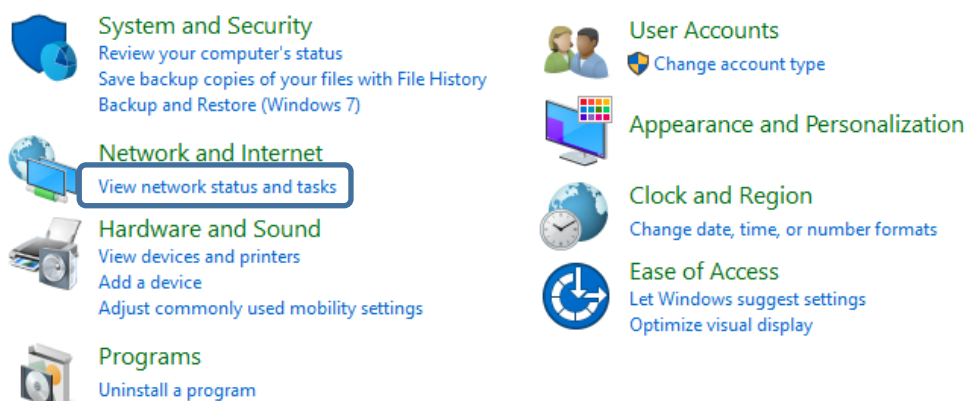 System and Security
Review your computer's status
Save backup copies of your files with File History
Backup and Restore (Windows 7)
Network and Internet
View network status and tasks
Hardware and Sound
View devices and printers
Add a device
Adjust commonly used mobility settings
Programs
Uninstall a program
User Accounts
Change account type
Appearance and Personalization
Clock and Region
Change date, time, or number formats
Ease of Access
Let Windows suggest settings
Optimize visual display